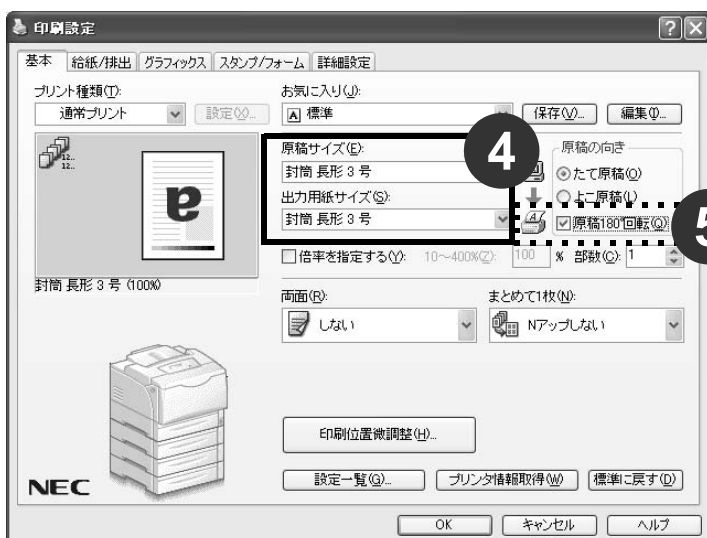 印刷設定
基本 給紙/排出 グラフィックス スタンプ/フォーム 詳細設定
プリント種類(T): お気に入り(J):
通常プリント 設定(X)... A 標準 保存(V)... 編集(I)...
原稿サイズ(E): 4 原稿の向き
封筒 長形 3 号 たて原稿(O)
出力用紙サイズ(S): よこ原稿(L)
封筒 長形 3 号 原稿180°回転(Q) 5
12..
12..
a
倍率を指定する(Y): 10～400%(Z): 100 % 部数(C): 1
封筒 長形 3 号 (100%)
両面(R): まとめて1枚(N):
しない Nアップしない
印刷位置微調整(H)...
設定一覧(G)... プリンタ情報取得(W) 標準に戻す(D)
NEC
OK キャンセル ヘルプ